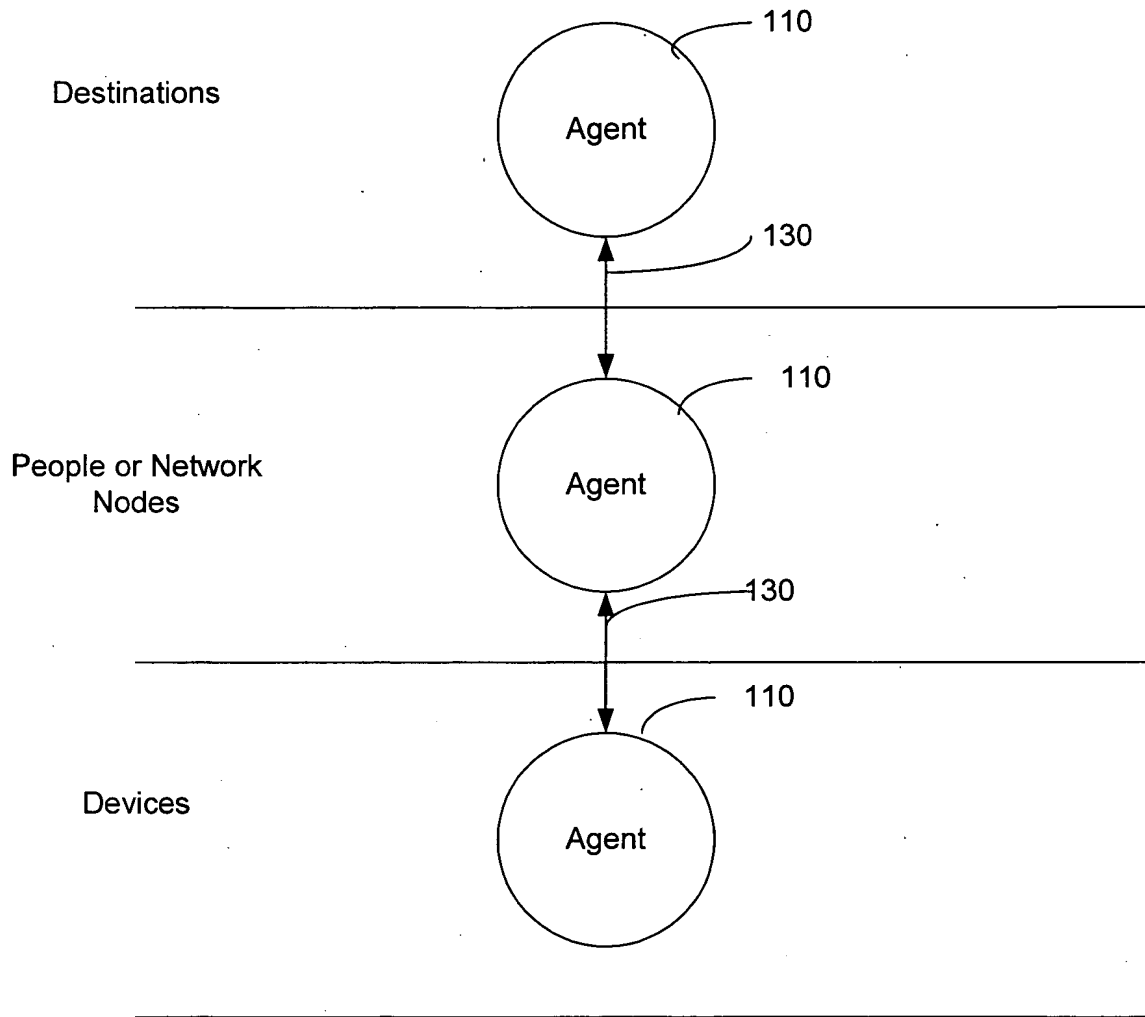 110
Destinations
Agent
130
110
People or Network
Nodes
Agent
130
110
Devices
Agent